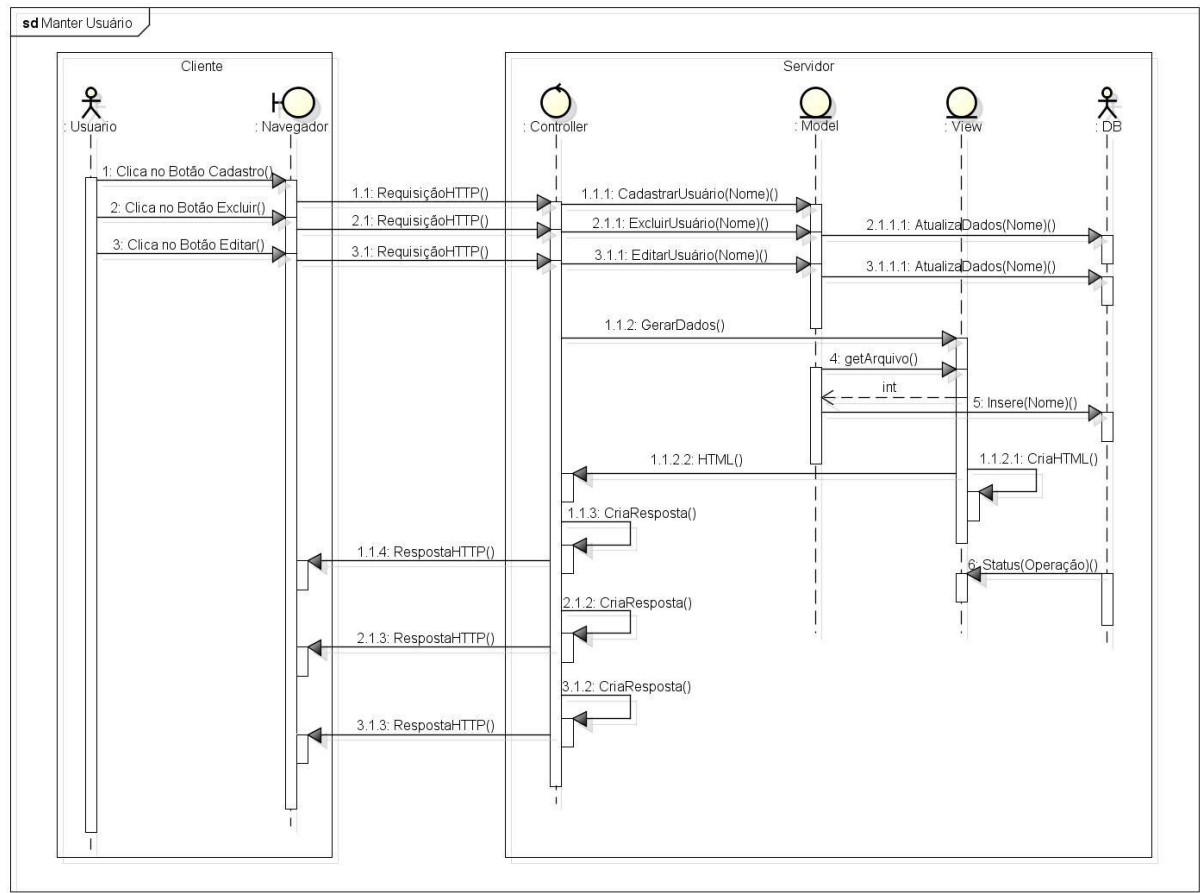 sd Manter Usuário
Cliente
Servidor
: Usuario
: Navegador
: Controller
: Model
: View
: DB
1: Clica no Botão Cadastro()
1.1: RequisiçãoHTTP()
1.1.1: CadastrarUsuário(Nome)()
2: Clica no Botão Excluir()
2.1: RequisiçãoHTTP()
2.1.1: ExcluirUsuário(Nome)()
2.1.1.1: AtualizaDados(Nome)()
3: Clica no Botão Editar()
3.1: RequisiçãoHTTP()
3.1.1: EditarUsuário(Nome)()
3.1.1.1: AtualizaDados(Nome)()
1.1.2: GerarDados()
4: getArquivo()
int
5: Insere(Nome)()
1.1.2.2: HTML()
1.1.2.1: CriaHTML()
1.1.3: CriaResposta()
1.1.4: RespostaHTTP()
6: Status(Operação)()
2.1.2: CriaResposta()
2.1.3: RespostaHTTP()
3.1.2: CriaResposta()
3.1.3: RespostaHTTP()